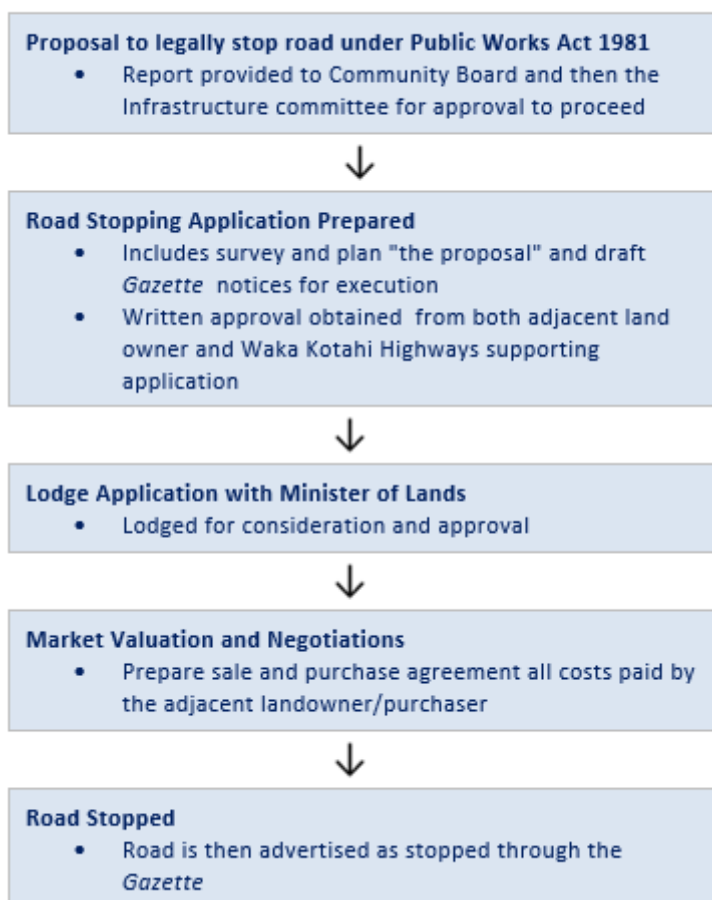 Proposal to legally stop road under Public Works Act 1981
• Report provided to Community Board and then the
Infrastructure committee for approval to proceed
↓
Road Stopping Application Prepared
• Includes survey and plan "the proposal" and draft
Gazette notices for execution
• Written approval obtained from both adjacent land
owner and Waka Kotahi Highways supporting
application
↓
Lodge Application with Minister of Lands
• Lodged for consideration and approval
↓
Market Valuation and Negotiations
• Prepare sale and purchase agreement all costs paid by
the adjacent landowner/purchaser
↓
Road Stopped
• Road is then advertised as stopped through the
Gazette